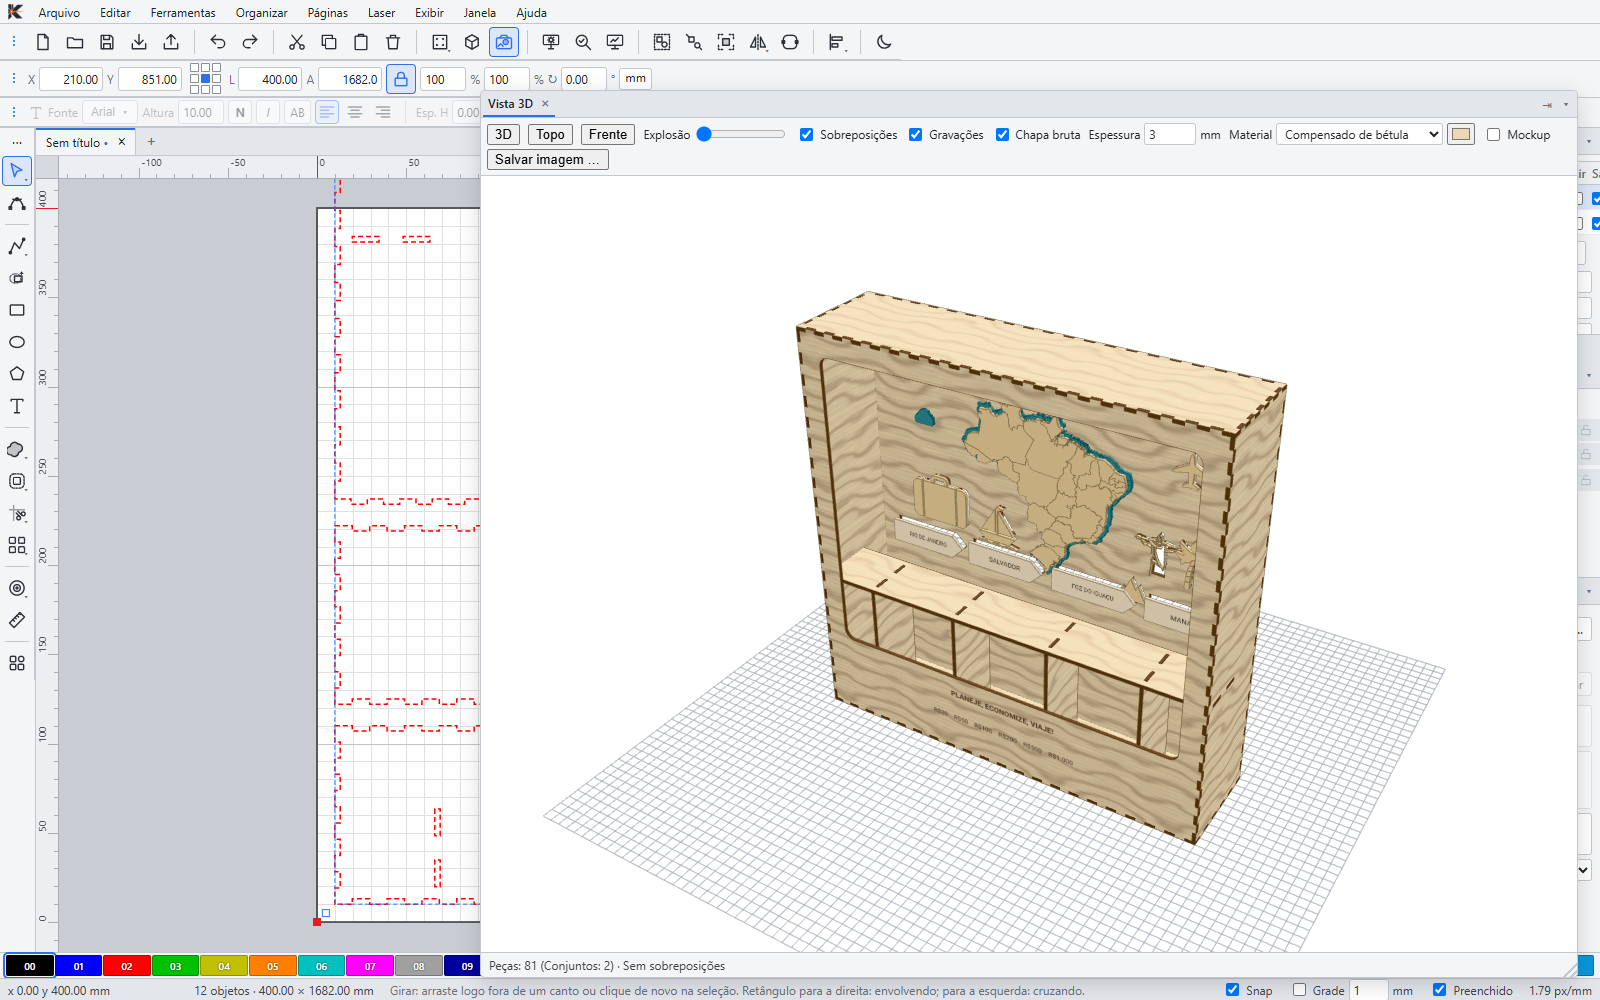 Arquivo Editar Ferramentas Organizar Páginas Laser Exibir Janela Ajuda
X 210.00 Y 851.00 L 400.00 A 1682.0 100 % 100 % 0.00 ° mm
Fonte Arial Altura 10.00 N I AB Esp. H 0.00
Vista 3D ×
3D Topo Frente Explosão Sobreposições Gravações Chapa bruta Espessura 3 mm Material Compensado de bétula Mockup
Salvar imagem ...
Sem título • × +
-100 -50 0 50
400
350
300
250
200
150
100
50
0
RIO DE JANEIRO
SALVADOR
FOZ DO IGUAÇU
MANA
PLANEJE, ECONOMIZE, VIAJE!
00 01 02 03 04 05 06 07 08 09
Peças: 81 (Conjuntos: 2) · Sem sobreposições
x 0.00 y 400.00 mm 12 objetos · 400.00 × 1682.00 mm Girar: arraste logo fora de um canto ou clique de novo na seleção. Retângulo para a direita: envolvendo; para a esquerda: cruzando. Snap Grade 1 mm Preenchido 1.79 px/mm